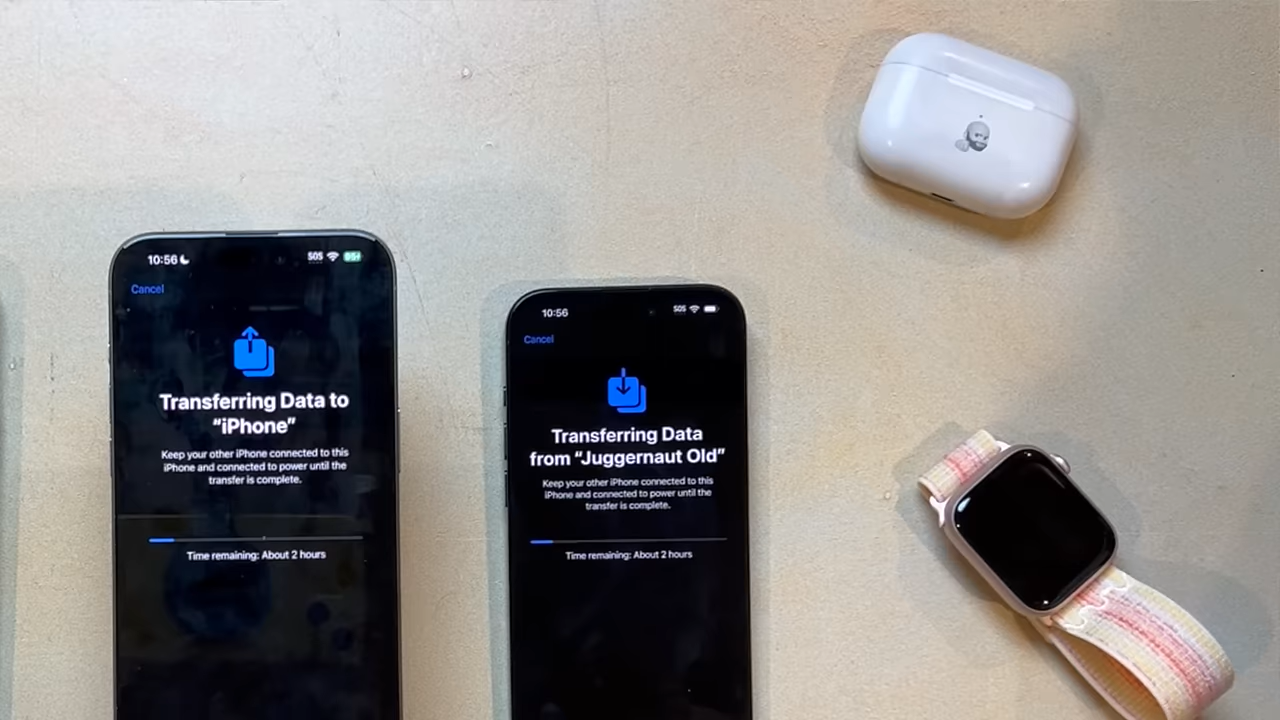 10:56
SOS
95+
Cancel
Transferring Data to
“iPhone”
Keep your other iPhone connected to this
iPhone and connected to power until the
transfer is complete.
Time remaining: About 2 hours
10:56
SOS
Cancel
Transferring Data
from “Juggernaut Old”
Keep your other iPhone connected to this
iPhone and connected to power until the
transfer is complete.
Time remaining: About 2 hours